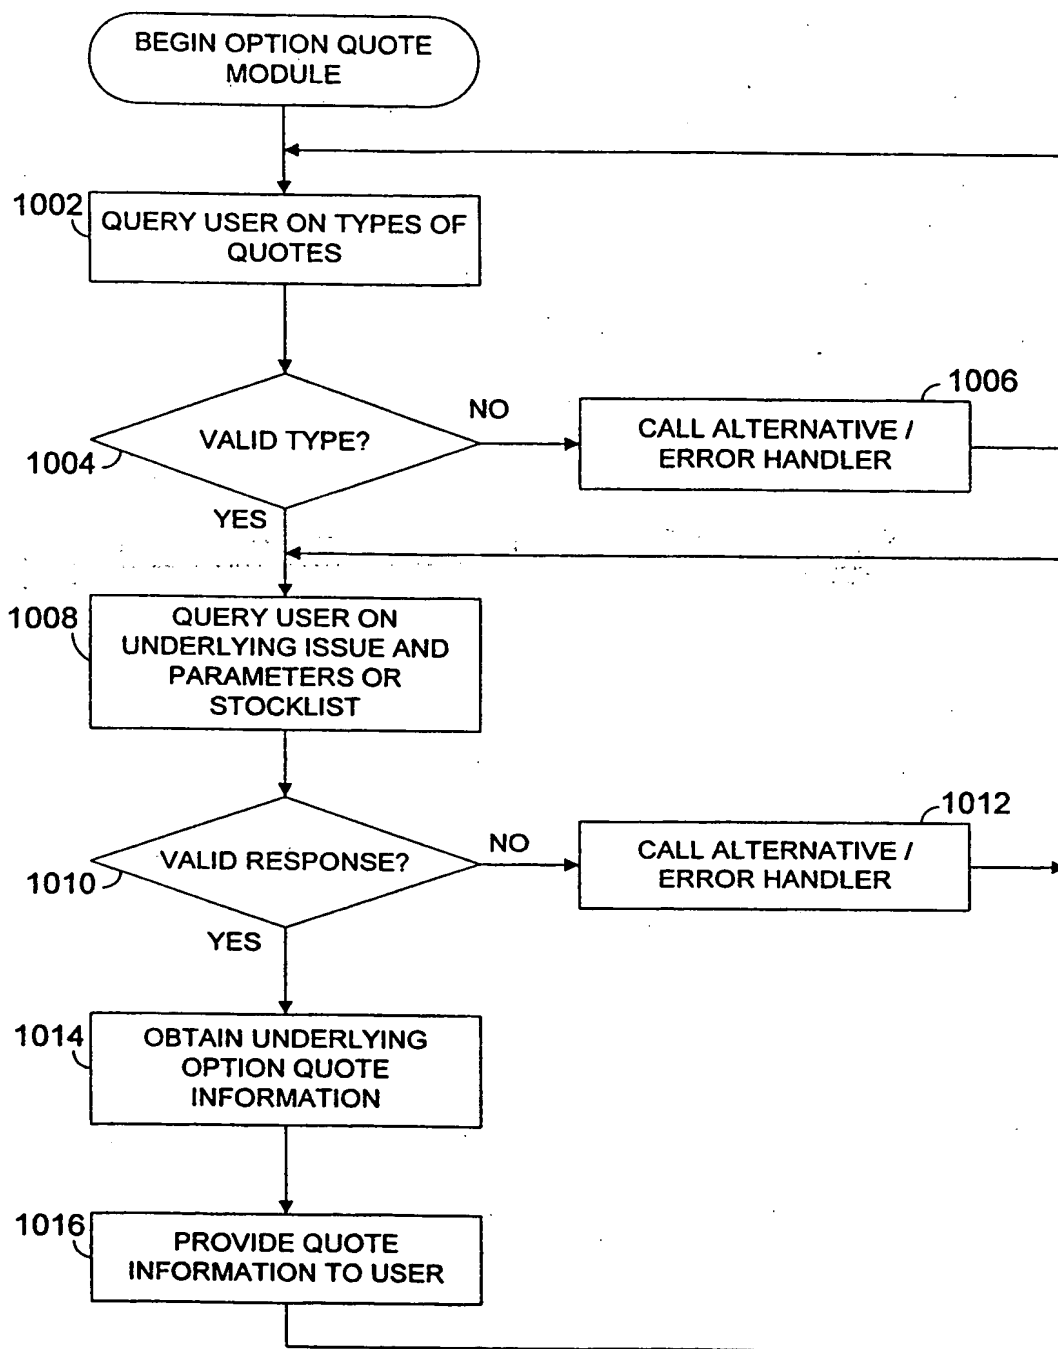 BEGIN OPTION QUOTE
MODULE
1002
QUERY USER ON TYPES OF
QUOTES
VALID TYPE?
1004
NO
1006
CALL ALTERNATIVE /
ERROR HANDLER
YES
1008
QUERY USER ON
UNDERLYING ISSUE AND
PARAMETERS OR
STOCKLIST
VALID RESPONSE?
1010
NO
1012
CALL ALTERNATIVE /
ERROR HANDLER
YES
1014
OBTAIN UNDERLYING
OPTION QUOTE
INFORMATION
1016
PROVIDE QUOTE
INFORMATION TO USER